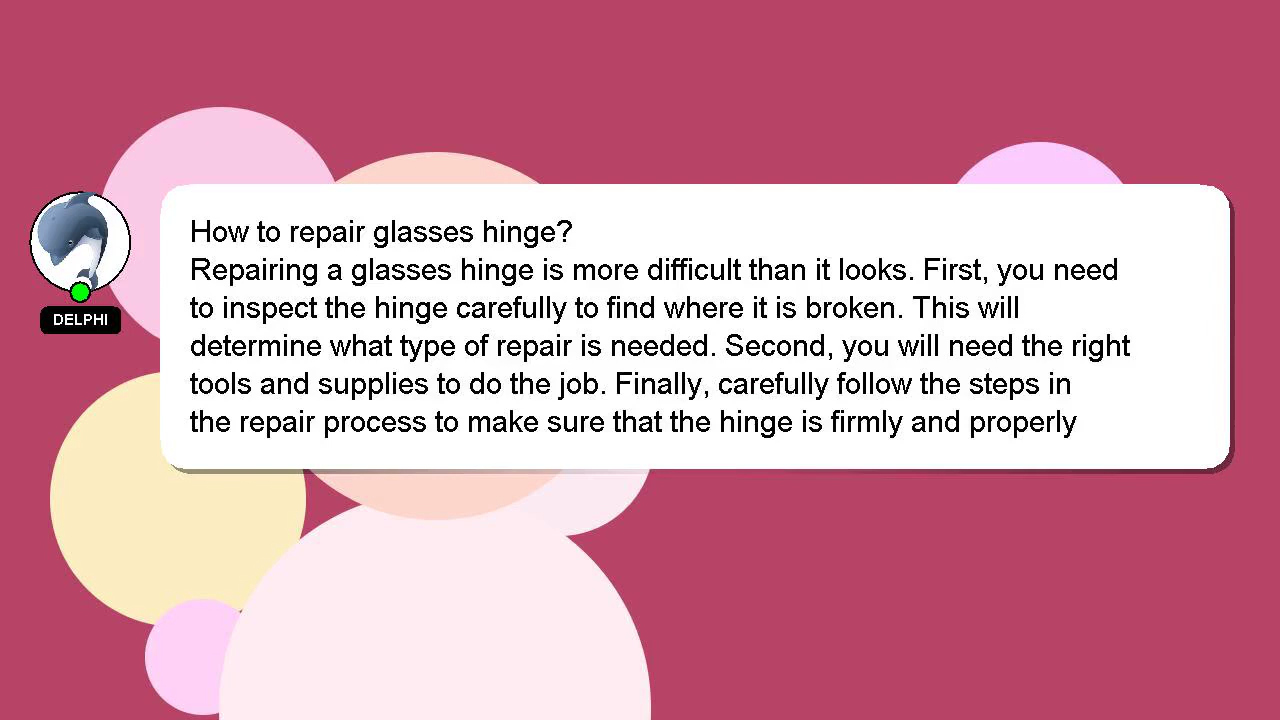 How to repair glasses hinge?
Repairing a glasses hinge is more difficult than it looks. First, you need
to inspect the hinge carefully to find where it is broken. This will
determine what type of repair is needed. Second, you will need the right
tools and supplies to do the job. Finally, carefully follow the steps in
the repair process to make sure that the hinge is firmly and properly
DELPHI